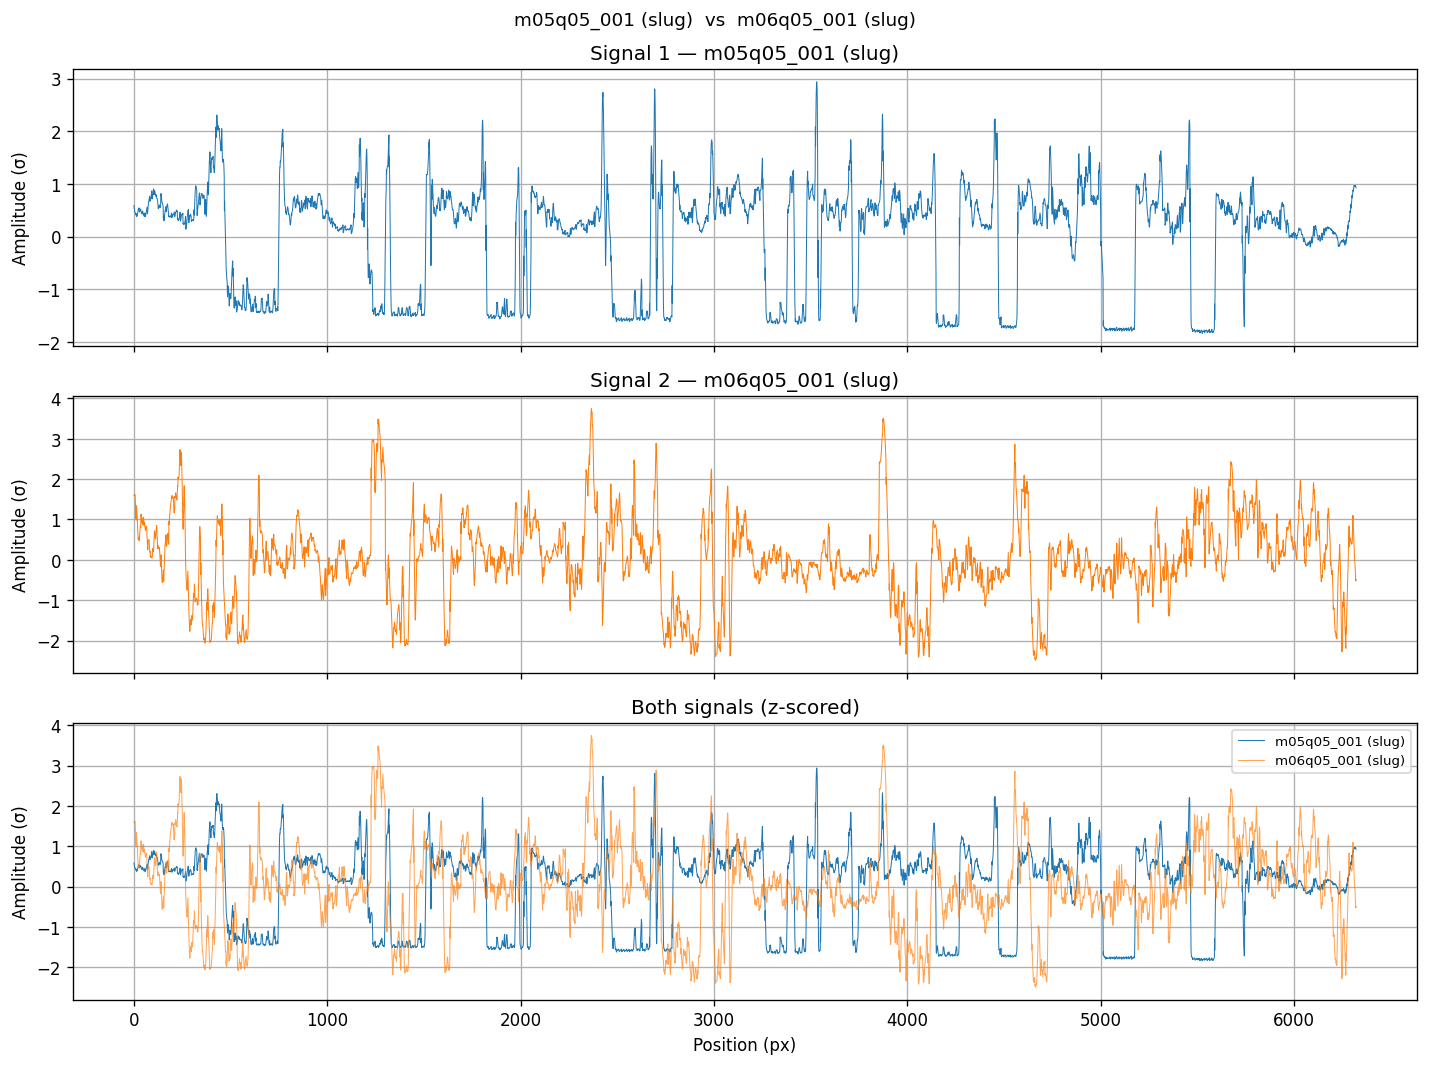 m05q05_001 (slug)  vs  m06q05_001 (slug)
Signal 1 — m05q05_001 (slug)
3
2
1
0
−1
−2
Amplitude (σ)
Signal 2 — m06q05_001 (slug)
4
3
2
1
0
−1
−2
Amplitude (σ)
Both signals (z-scored)
4
3
2
1
0
−1
−2
Amplitude (σ)
m05q05_001 (slug)
m06q05_001 (slug)
0 1000 2000 3000 4000 5000 6000
Position (px)